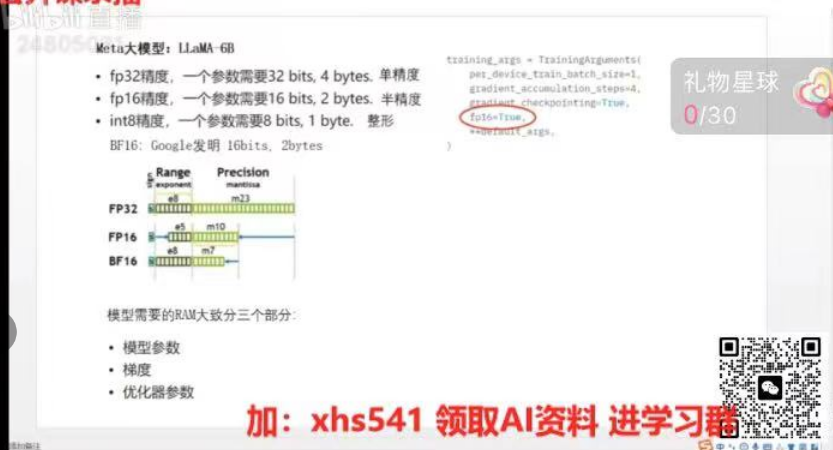 bilibili 直播
Meta大模型：LLaMA-6B
• fp32精度，一个参数需要32 bits, 4 bytes. 单精度
• fp16精度，一个参数需要16 bits, 2 bytes. 半精度
• int8精度，一个参数需要8 bits, 1 byte. 整形
BF16: Google发明 16bits, 2bytes
training_args = TrainingArguments(
per_device_train_batch_size=1,
gradient_accumulation_steps=4,
gradient_checkpointing=True,
fp16=True,
**default_args,
)
礼物星球
0/30
sign
Range
exponent
Precision
mantissa
e8 m23
FP32
e5 m10
FP16
e8 m7
BF16
模型需要的RAM大致分三个部分:
• 模型参数
• 梯度
• 优化器参数
加：xhs541 领取AI资料 进学习群